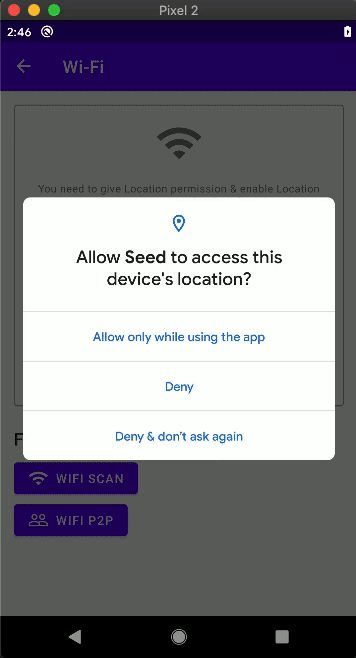 Pixel 2
2:46
Wi-Fi
You need to give Location permission & enable Location
Allow Seed to access this
device's location?
Allow only while using the app
Deny
Deny & don't ask again
F
WIFI SCAN
WIFI P2P